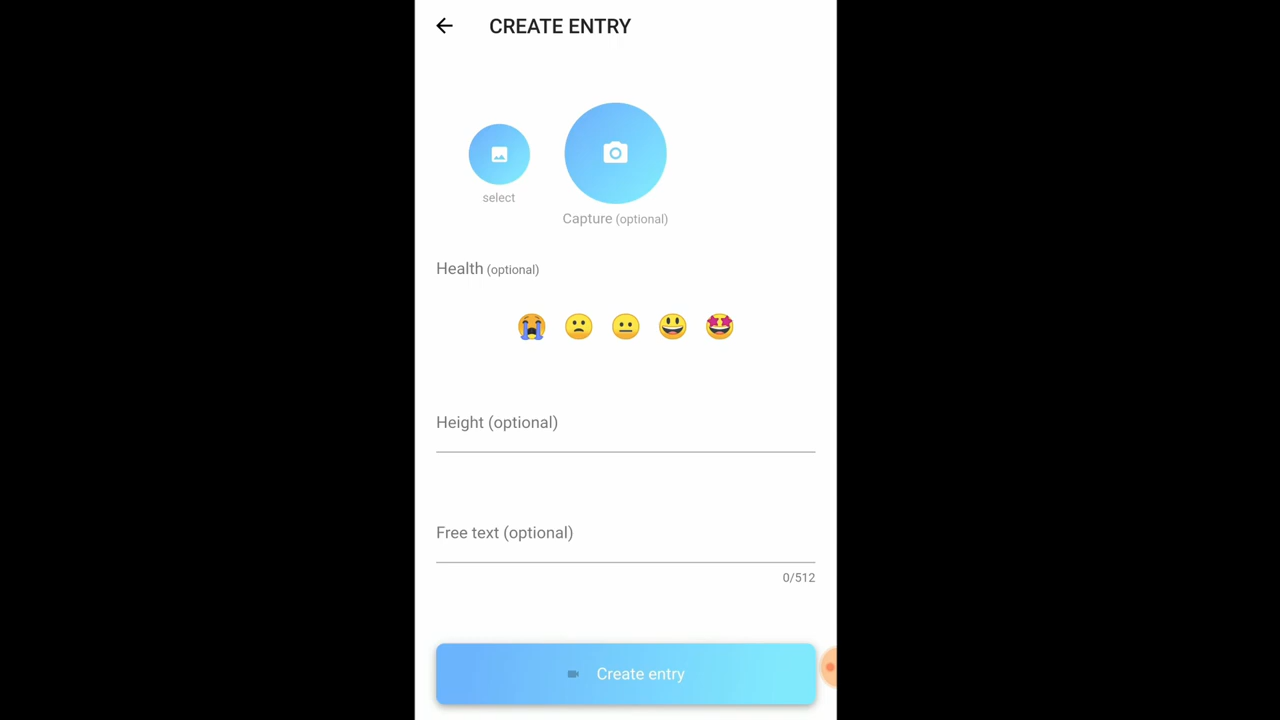 CREATE ENTRY
select
Capture (optional)
Health (optional)
Height (optional)
Free text (optional)
0/512
Create entry